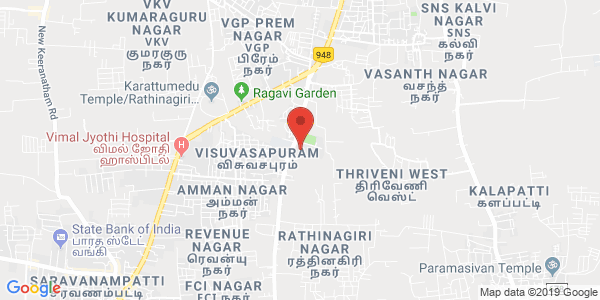 VKV
KUMARAGURU
NAGAR
VKV
குமரகுரு
நகர்
VGP PREM
NAGAR
VGP
பிரேம்
நகர்
SNS KALVI
NAGAR
SNS
கல்வி
நகர்
948
New Keeranatham Rd
Karattumedu
Temple/Rathinagiri...
Ragavi Garden
VASANTH NAGAR
வசந்த்
நகர்
Vimal Jyothi Hospital
விமல் ஜோதி
ஹாஸ்பிடல்
H
VISUVASAPURAM
விசுவசபுரம்
AMMAN NAGAR
அம்மன்
நகர்
THRIVENI WEST
திரிவேணி
வெஸ்ட்
KALAPATTI
களப்பட்டி
State Bank of India
பாரத ஸ்டேட்
வங்கி
REVENUE
NAGAR
ரெவன்யு
நகர்
RATHINAGIRI
NAGAR
ரத்தினகிரி
நகர்
SARAVANAMPATTI
சரவணம்பட்டி
FCI NAGAR
FCI நகர்
Paramasivan Temple
Google
Map data ©2019 Google